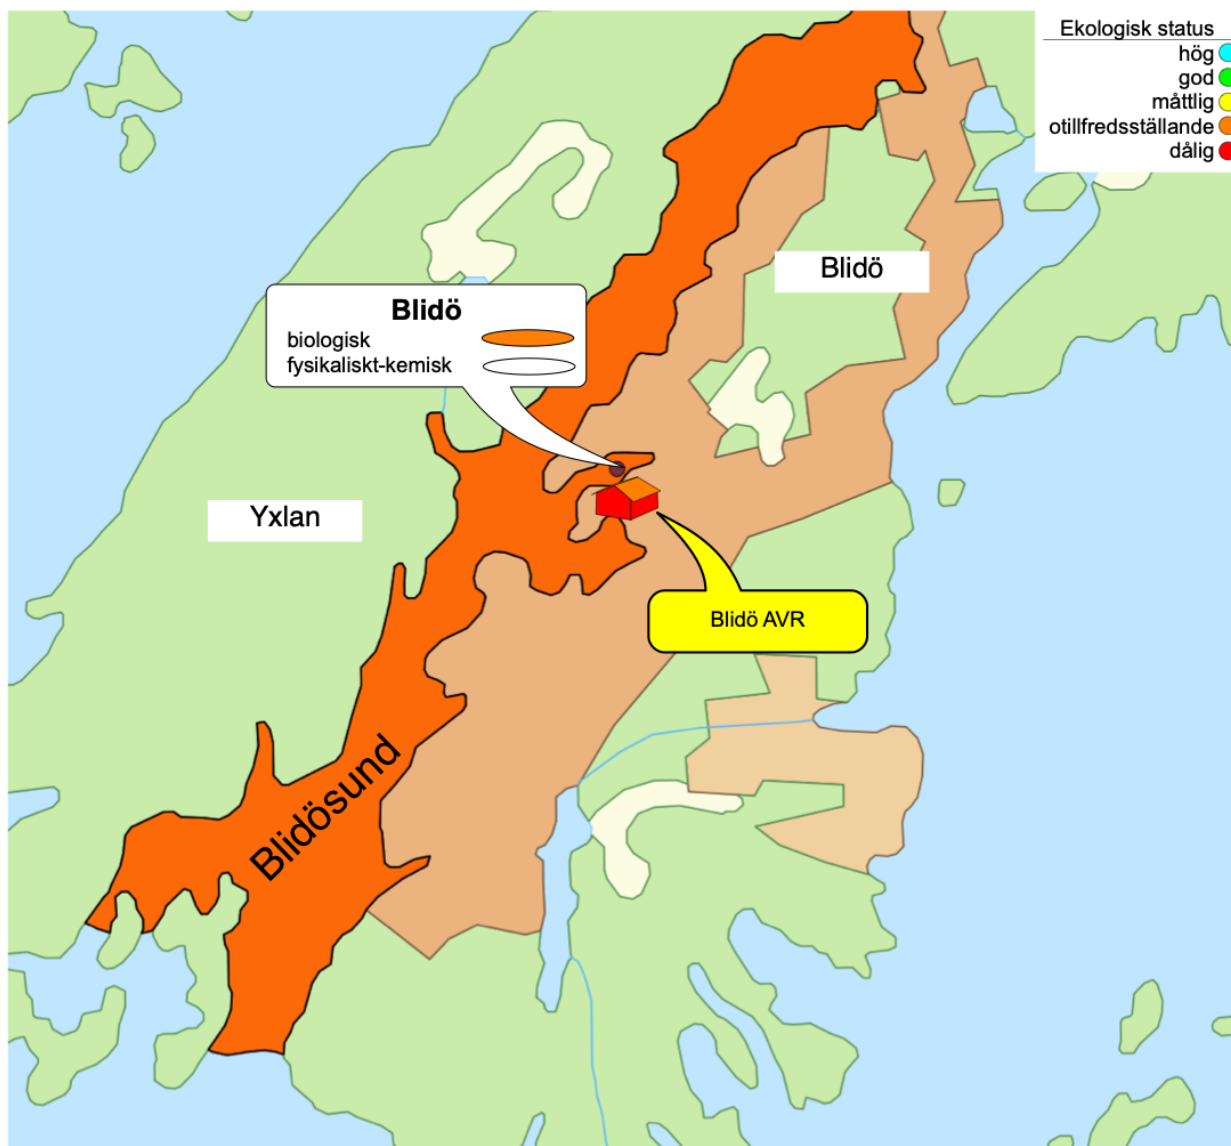 Ekologisk status
hög
god
måttlig
otillfredsställande
dålig
Blidö
Blidö
biologisk
fysikaliskt-kemisk
Yxlan
Blidö AVR
Blidösund